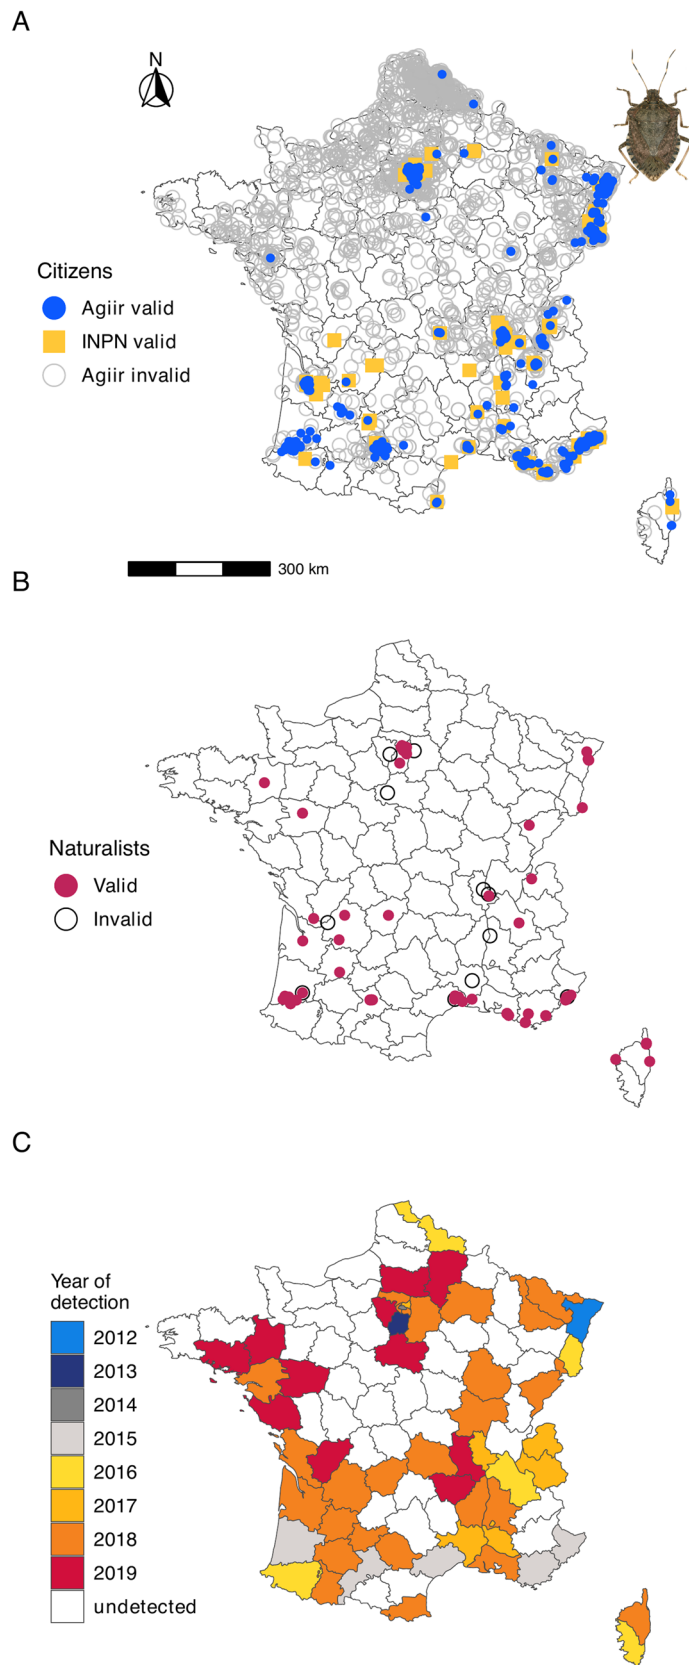 A
N
Citizens
Agiir valid
INPN valid
Agiir invalid
300 km
B
Naturalists
Valid
Invalid
C
Year of
detection
2012
2013
2014
2015
2016
2017
2018
2019
undetected